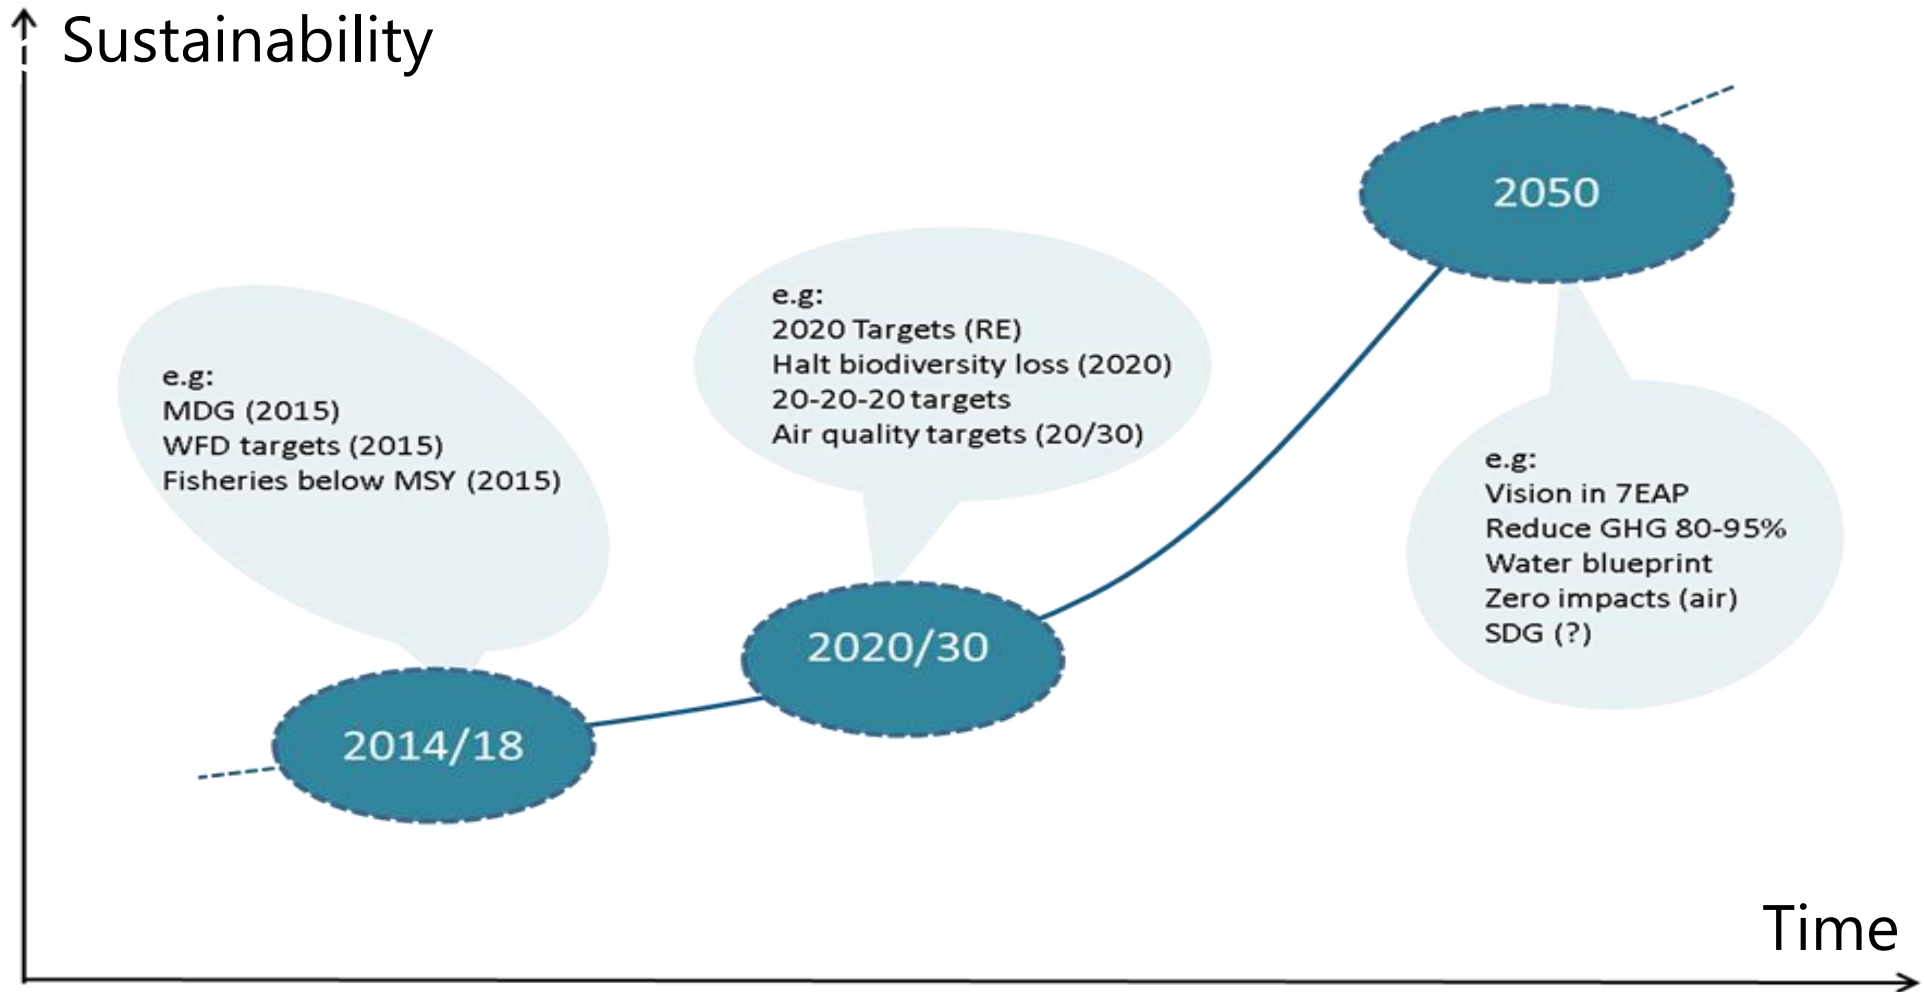 Sustainability
2050
e.g:
2020 Targets (RE)
Halt biodiversity loss (2020)
20-20-20 targets
Air quality targets (20/30)
e.g:
MDG (2015)
WFD targets (2015)
Fisheries below MSY (2015)
e.g:
Vision in 7EAP
Reduce GHG 80-95%
Water blueprint
Zero impacts (air)
SDG (?)
2020/30
2014/18
Time